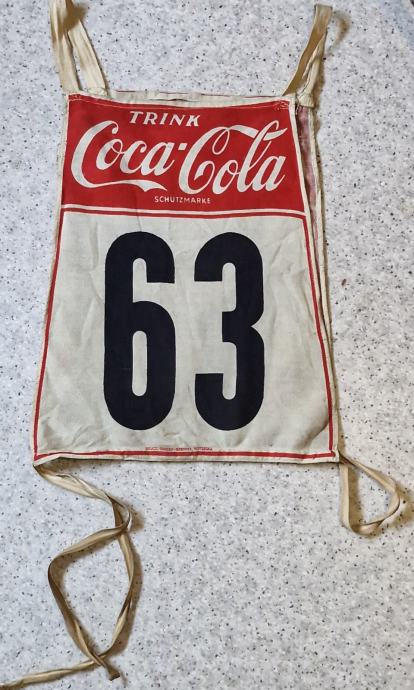 TRINK
Coca-Cola
SCHUTZMARKE
63